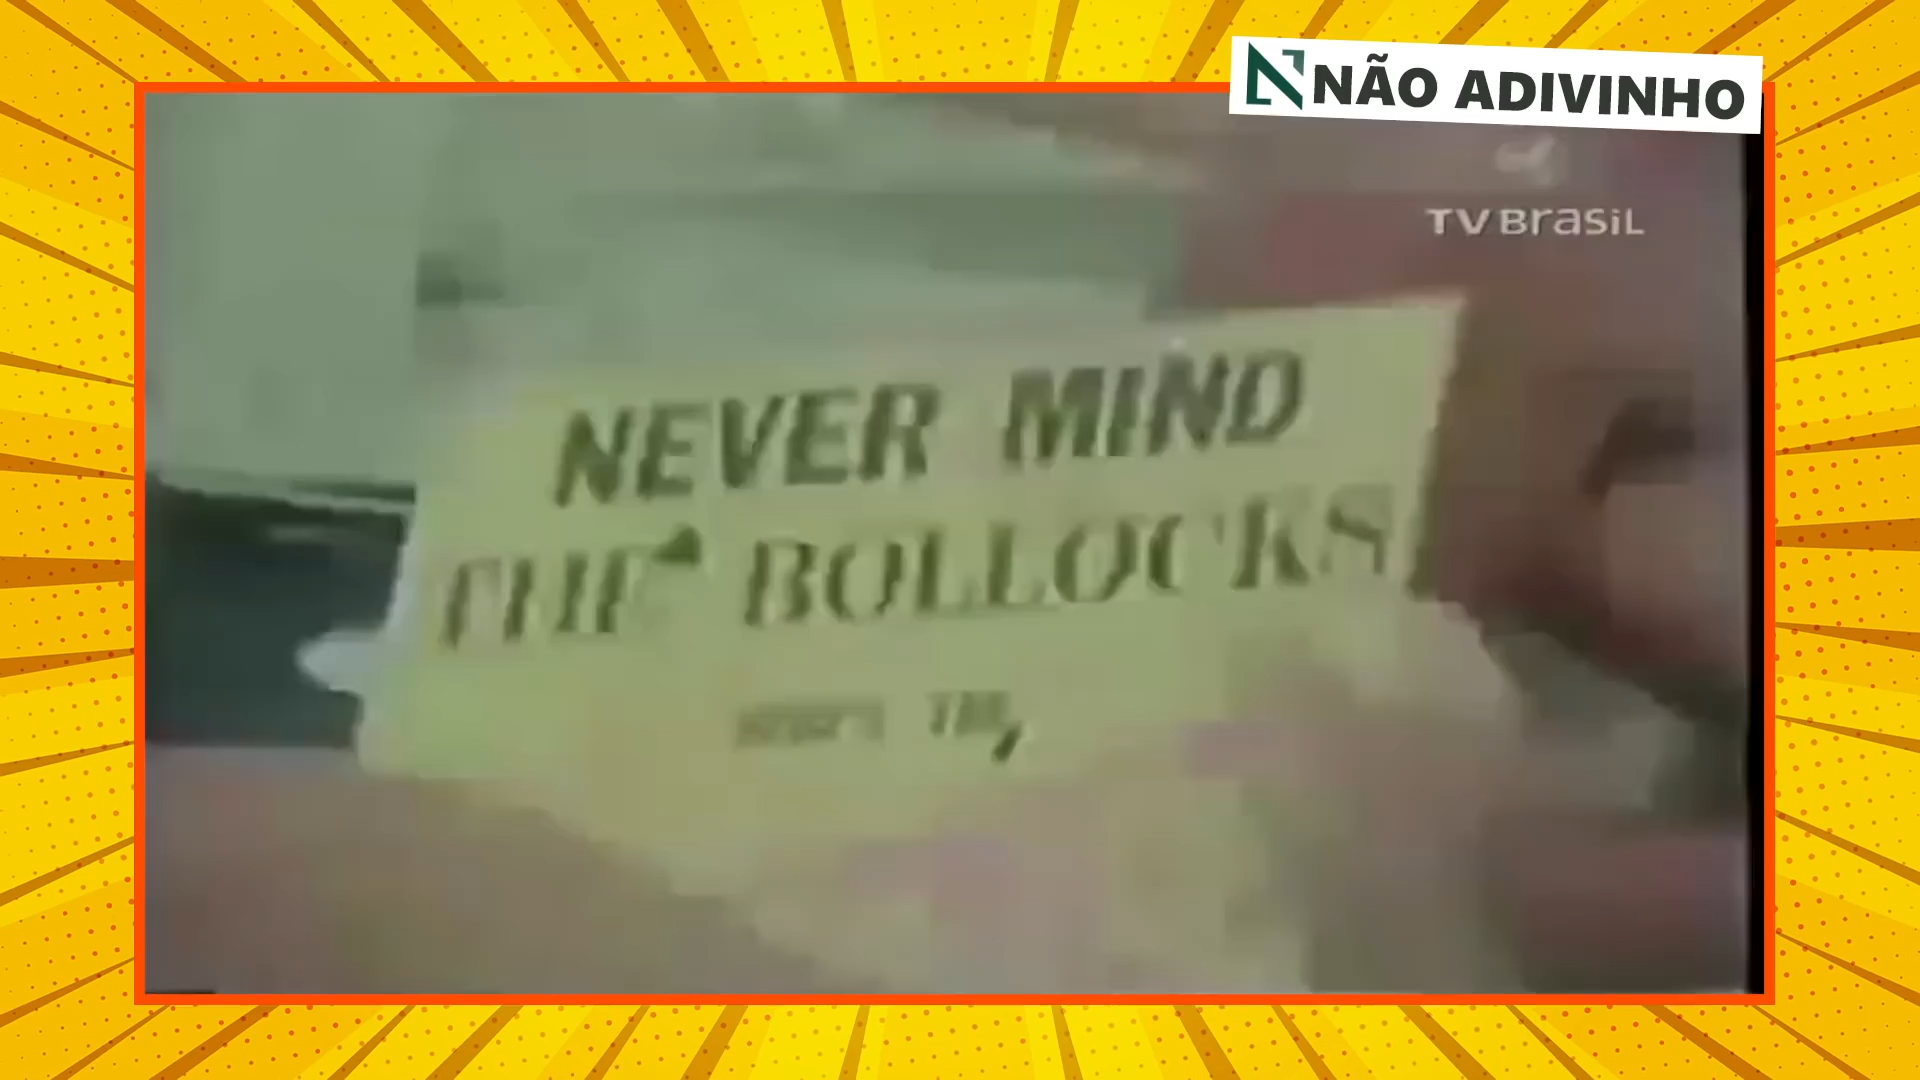 NÃO ADIVINHO
TV BrasiL
NEVER MIND
THE BOLLOCKS